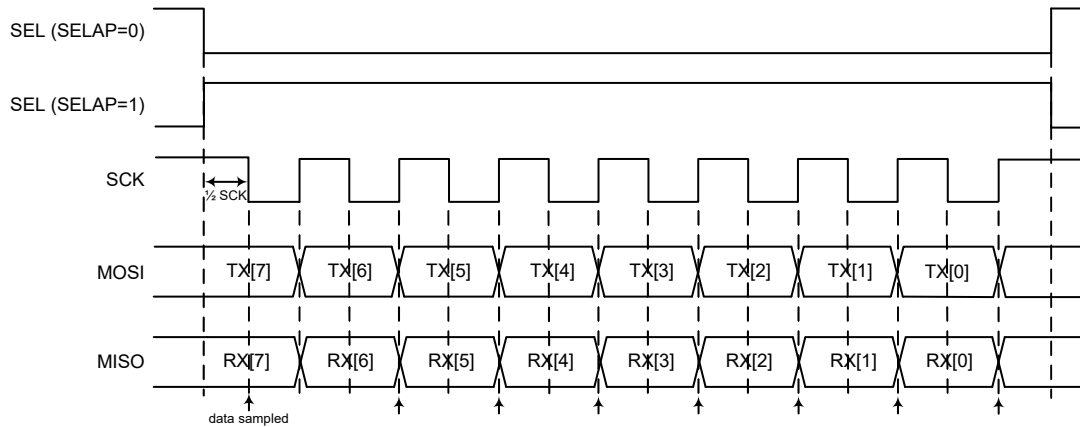 SEL (SELAP=0)
SEL (SELAP=1)
SCK
½ SCK
MOSI TX[7] TX[6] TX[5] TX[4] TX[3] TX[2] TX[1] TX[0]
MISO RX[7] RX[6] RX[5] RX[4] RX[3] RX[2] RX[1] RX[0]
data sampled